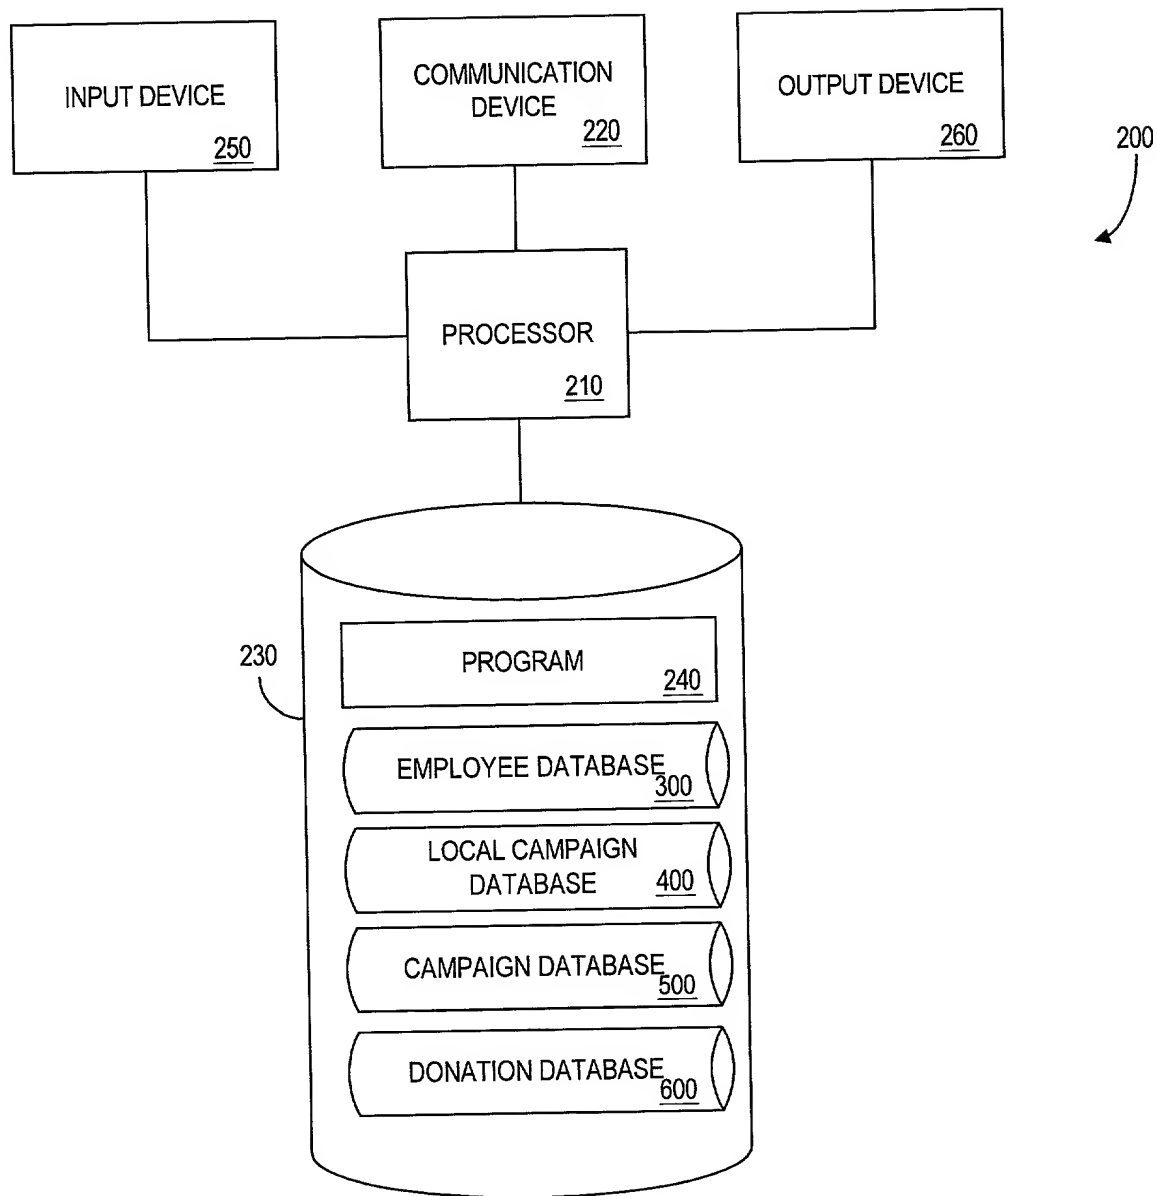 INPUT DEVICE
250
COMMUNICATION
DEVICE
220
OUTPUT DEVICE
260
200
PROCESSOR
210
230
PROGRAM
240
EMPLOYEE DATABASE
300
LOCAL CAMPAIGN
DATABASE
400
CAMPAIGN DATABASE
500
DONATION DATABASE
600